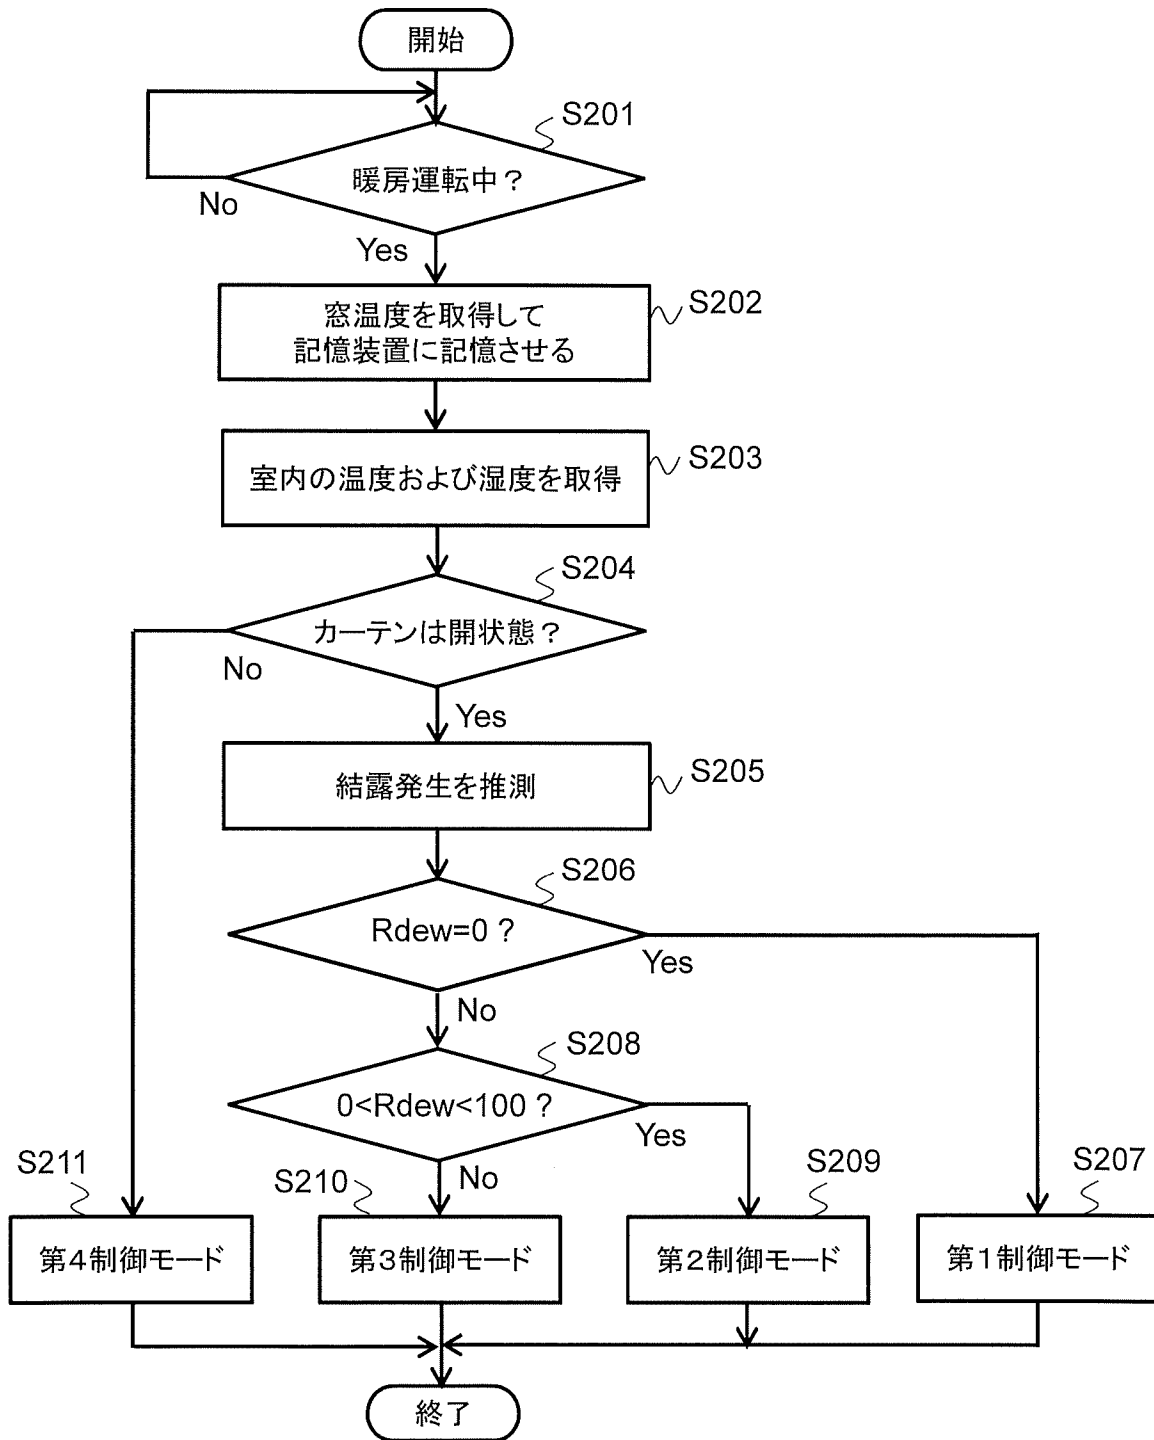 開始
S201
暖房運転中？
No
Yes
S202
窓温度を取得して
記憶装置に記憶させる
S203
室内の温度および湿度を取得
S204
カーテンは開状態？
No
Yes
S205
結露発生を推測
S206
Rdew=0？
Yes
No
S208
0<Rdew<100？
Yes
No
S211
S210
S209
S207
第4制御モード
第3制御モード
第2制御モード
第1制御モード
終了